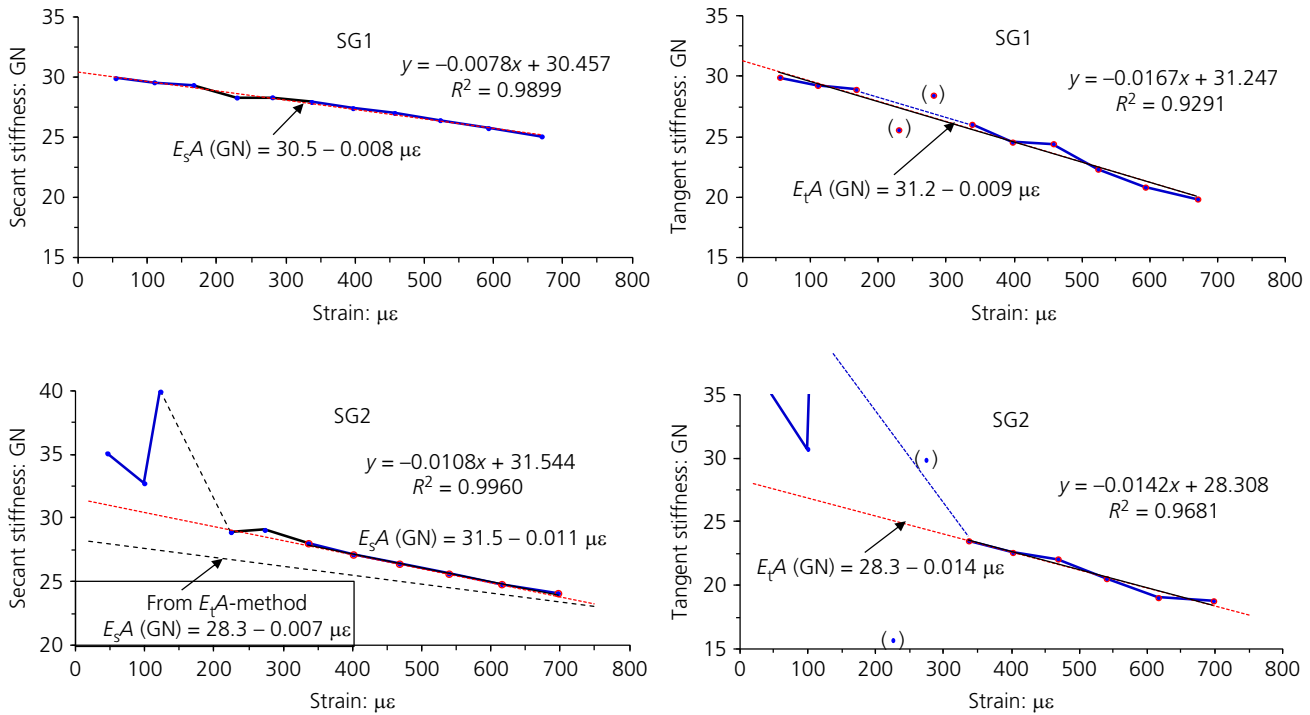 SG1
y = –0.0078x + 30.457
R² = 0.9899
EₛA (GN) = 30.5 – 0.008 με
Secant stiffness: GN
35
30
25
20
15
0 100 200 300 400 500 600 700 800
Strain: με
SG1
y = –0.0167x + 31.247
R² = 0.9291
( )
( )
EₜA (GN) = 31.2 – 0.009 με
Tangent stiffness: GN
35
30
25
20
15
0 100 200 300 400 500 600 700 800
Strain: με
SG2
y = –0.0108x + 31.544
R² = 0.9960
EₛA (GN) = 31.5 – 0.011 με
From EₜA-method
EₛA (GN) = 28.3 – 0.007 με
Secant stiffness: GN
40
35
30
25
20
0 100 200 300 400 500 600 700 800
Strain: με
SG2
( )
y = –0.0142x + 28.308
R² = 0.9681
EₜA (GN) = 28.3 – 0.014 με
( )
Tangent stiffness: GN
35
30
25
20
15
0 100 200 300 400 500 600 700 800
Strain: με